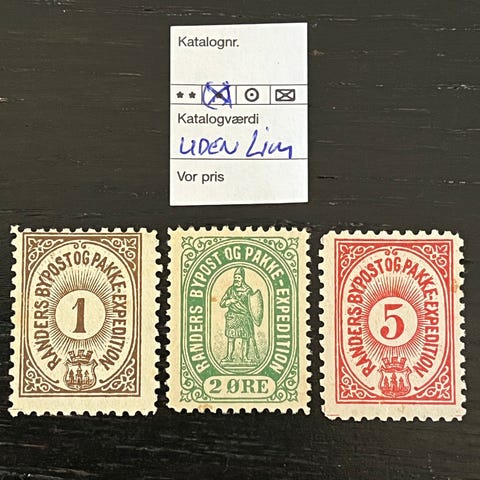 Katalognr.
** * ⊙ ✉
Katalogværdi
UDEN Lim
Vor pris
RANDERS BYPOST OG PAKKE-EXPEDITION
1
RANDERS BYPOST OG PAKKE-EXPEDITION
2 ØRE
RANDERS BYPOST OG PAKKE-EXPEDITION
5